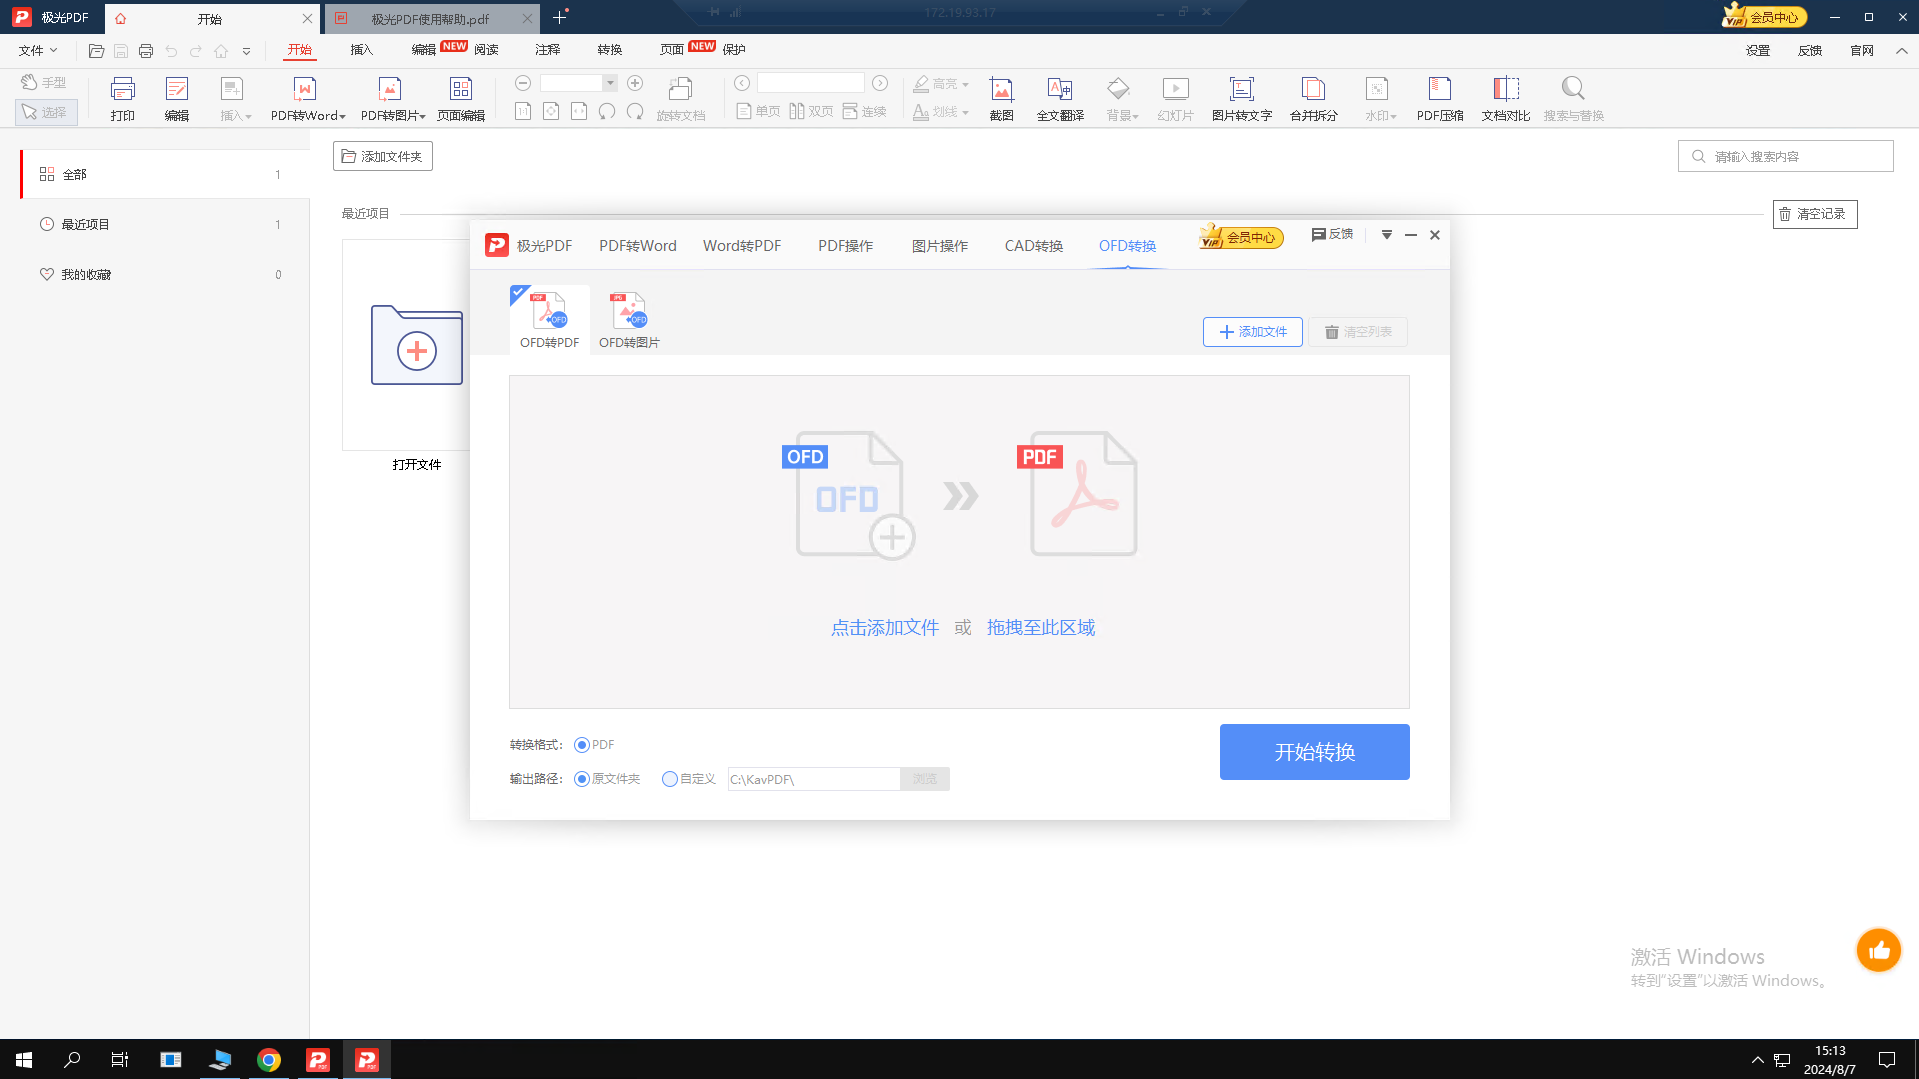 极光PDF
开始
极光PDF使用帮助.pdf
172.19.93.17
VIP 会员中心
文件
开始
插入
编辑 NEW
阅读
注释
转换
页面 NEW
保护
设置
反馈
官网
手型
选择
打印
编辑
插入
PDF转Word
PDF转图片
页面编辑
1:1
旋转文档
单页
双页
连续
高亮
划线
截图
全文翻译
背景
幻灯片
图片转文字
合并拆分
水印
PDF压缩
文档对比
搜索与替换
全部 1
最近项目 1
我的收藏 0
添加文件夹
请输入搜索内容
最近项目
清空记录
打开文件
极光PDF
PDF转Word
Word转PDF
PDF操作
图片操作
CAD转换
OFD转换
VIP 会员中心
反馈
PDF
OFD
OFD转PDF
JPG
OFD
OFD转图片
添加文件
清空列表
OFD
OFD
PDF
点击添加文件 或 拖拽至此区域
转换格式: PDF
输出路径: 原文件夹 自定义 C:\KavPDF\ 浏览
开始转换
激活 Windows
转到“设置”以激活 Windows。
15:13
2024/8/7